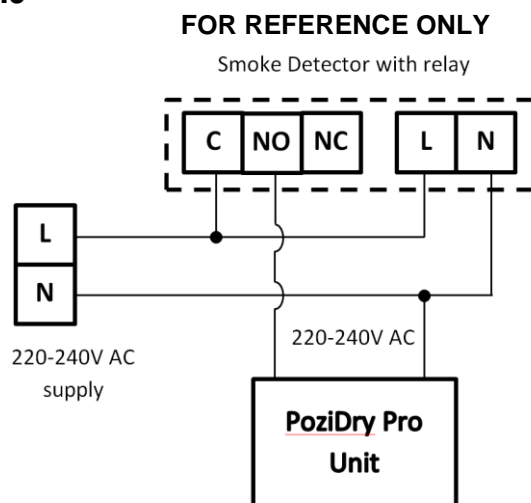 FOR REFERENCE ONLY
Smoke Detector with relay
C NO NC L N
L
N
220-240V AC
supply
220-240V AC
PoziDry Pro
Unit